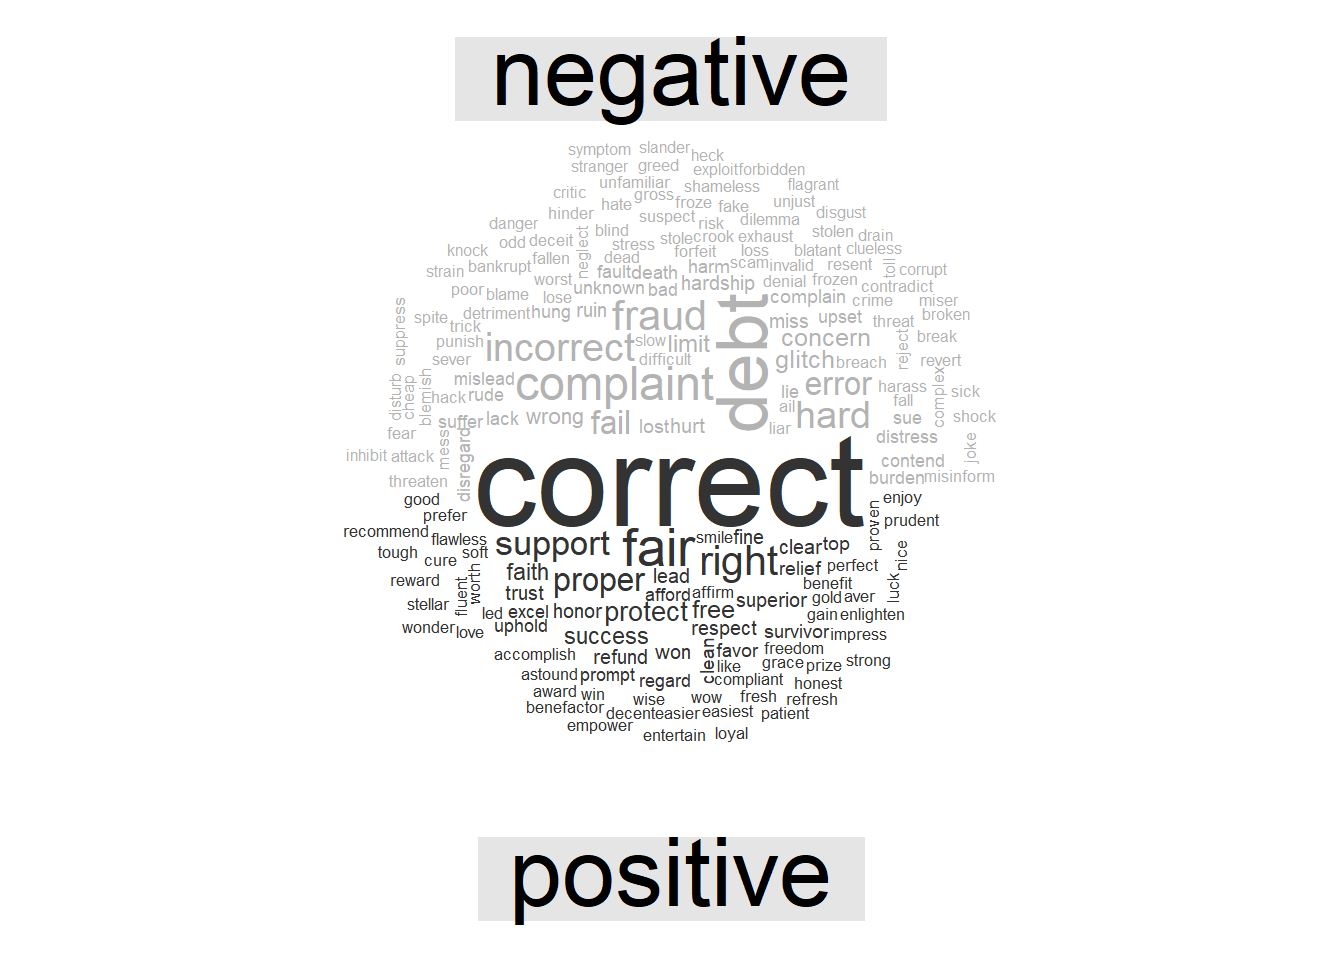 negative
symptom slander heck
stranger greed exploit forbidden
unfamiliar shameless flagrant
critic hate gross froze fake unjust
hinder suspect risk dilemma disgust
danger blind stolen drain
knock odd deceit neglect stress stole crook exhaust blatant clueless
fallen dead forfeit loss
strain bankrupt worst fault death harm scam invalid resent toll corrupt
poor blame lose unknown bad hardship denial frozen contradict
suppress spite detriment hung ruin fraud debt complain crime miser
trick miss upset threat broken
punish incorrect slow limit concern reject break
sever difficult glitch breach revert
disturb cheap blemish mislead complaint lie error harass complex sick
hack rude ail fall
suffer lack wrong fail lost hurt liar hard sue shock
fear mess disregard distress joke
inhibit attack contend
threaten burden misinform
correct
good enjoy
prefer proven prudent
recommend flawless support fair smile fine clear top
tough cure soft right relief perfect nice
reward fluent worth faith proper lead benefit luck
stellar trust afford affirm superior gold aver
led excel honor protect free gain enlighten
wonder love uphold success respect survivor impress
accomplish refund won clean favor freedom
like grace prize strong
astound prompt regard compliant honest
award win wise wow fresh refresh
benefactor decent easier easiest patient
empower entertain loyal
positive